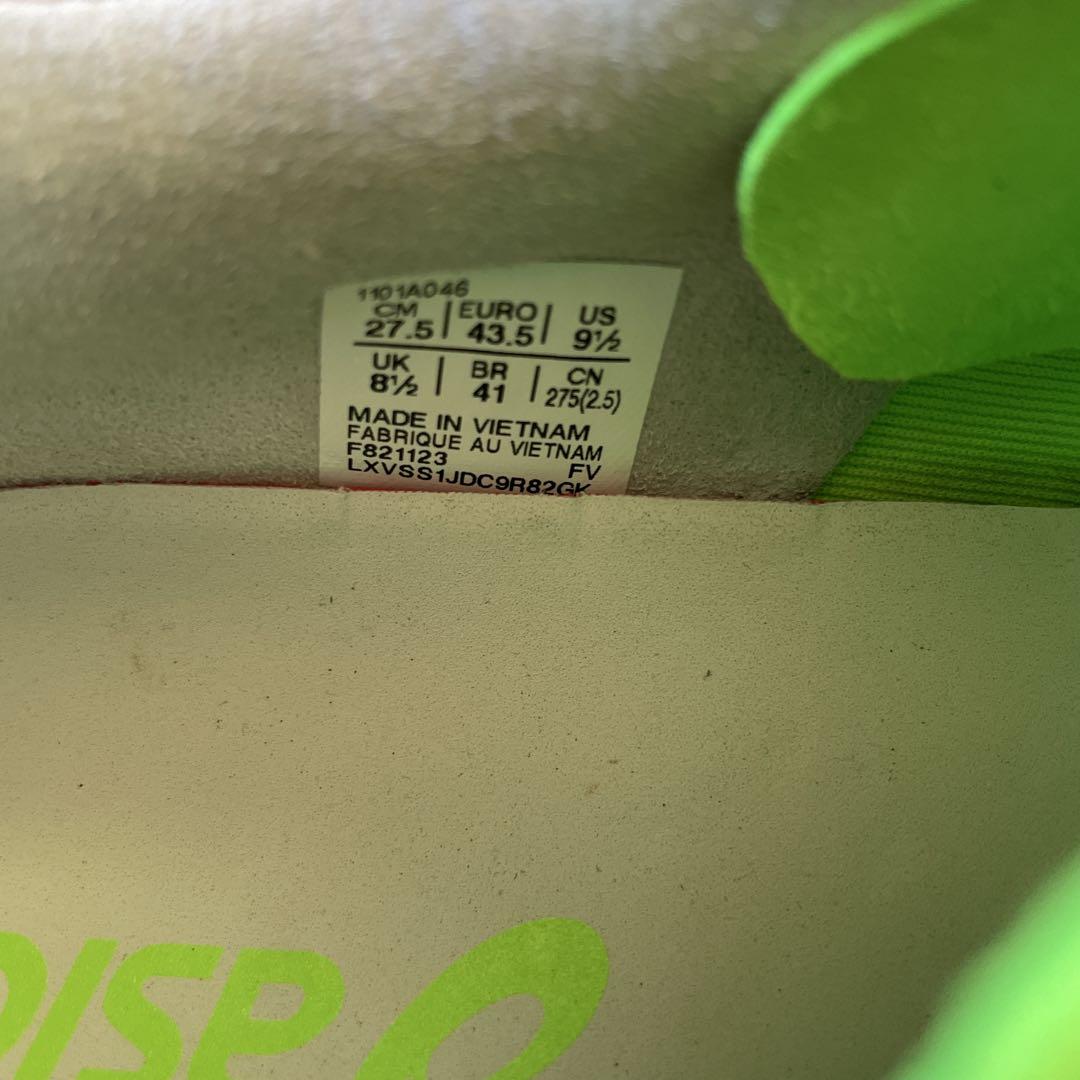 1101A046
CM | EURO | US
27.5 | 43.5 | 9½
UK | BR | CN
8½ | 41 | 275(2.5)
MADE IN VIETNAM
FABRIQUE AU VIETNAM
F821123 FV
LXVSS1JDC9R82GK
DISP